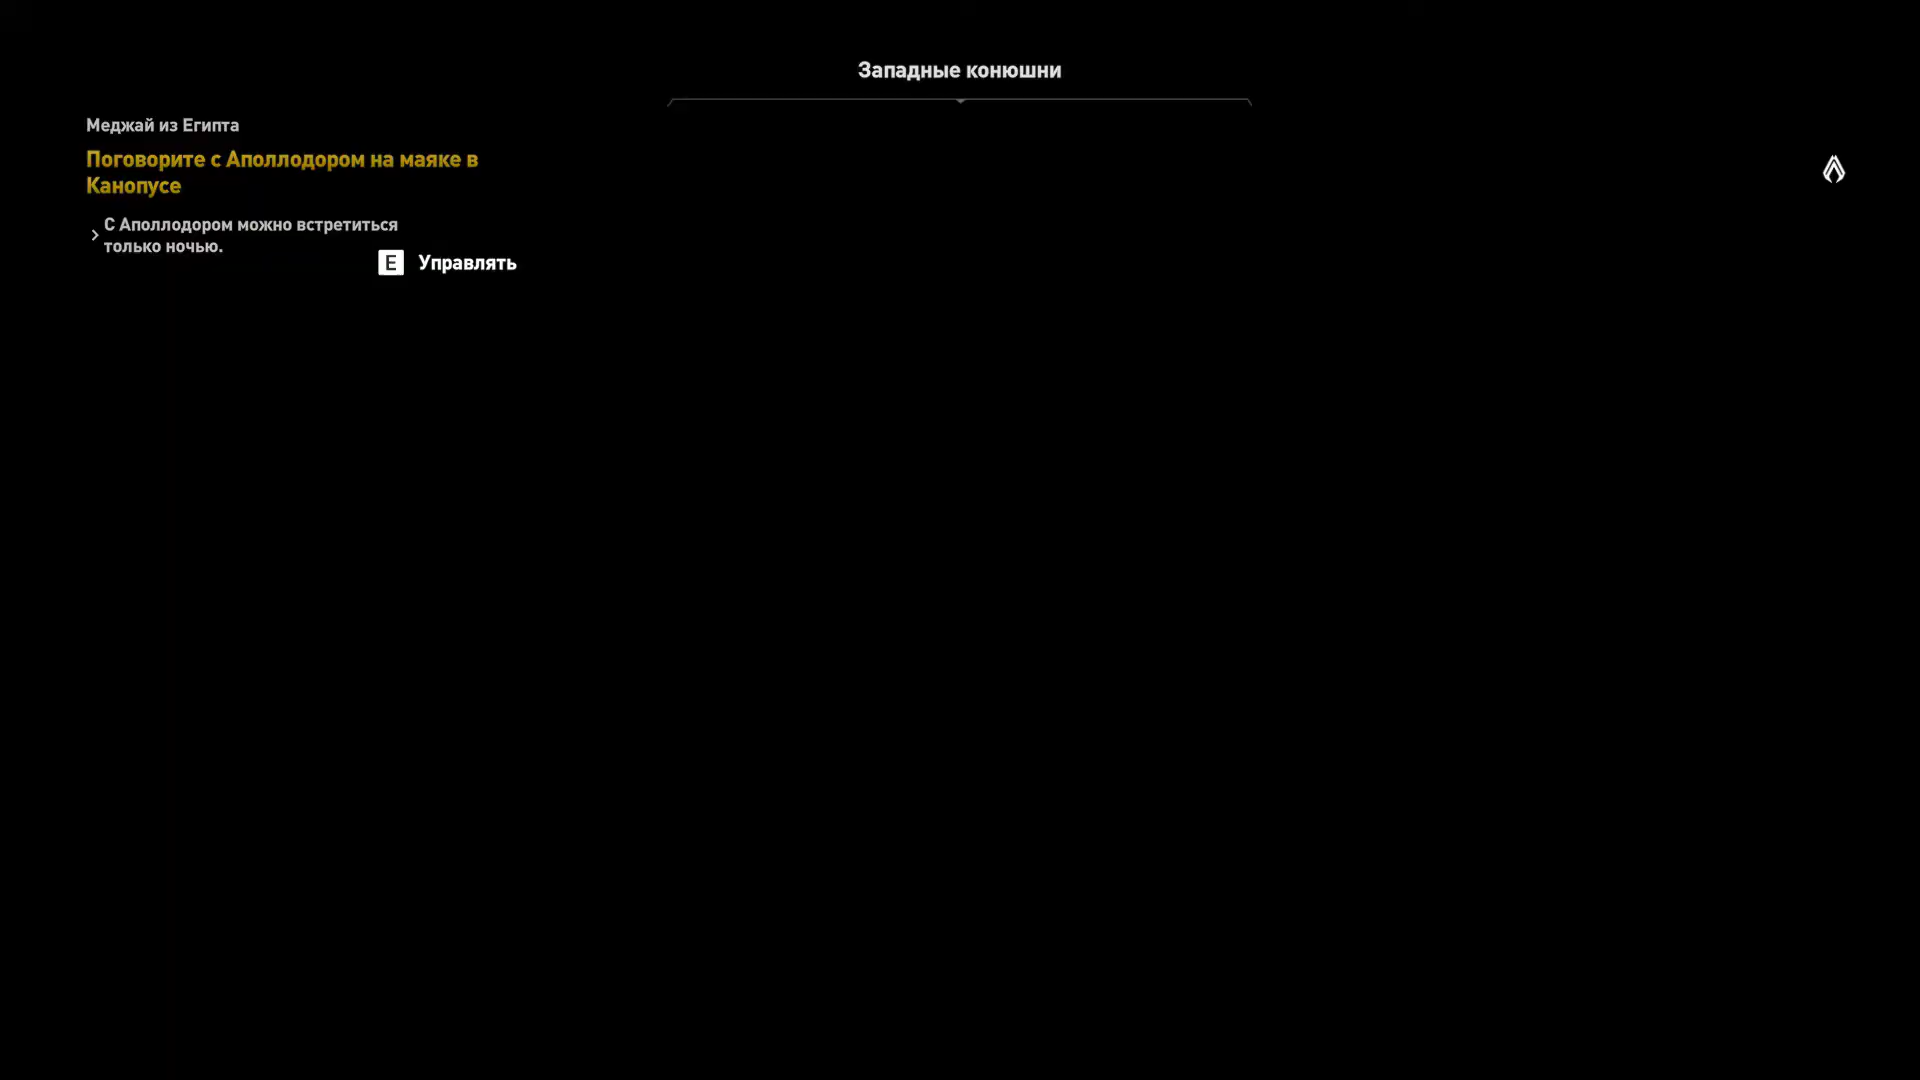 Западные конюшни
Меджай из Египта
Поговорите с Аполлодором на маяке в
Канопусе
С Аполлодором можно встретиться
только ночью.
E Управлять